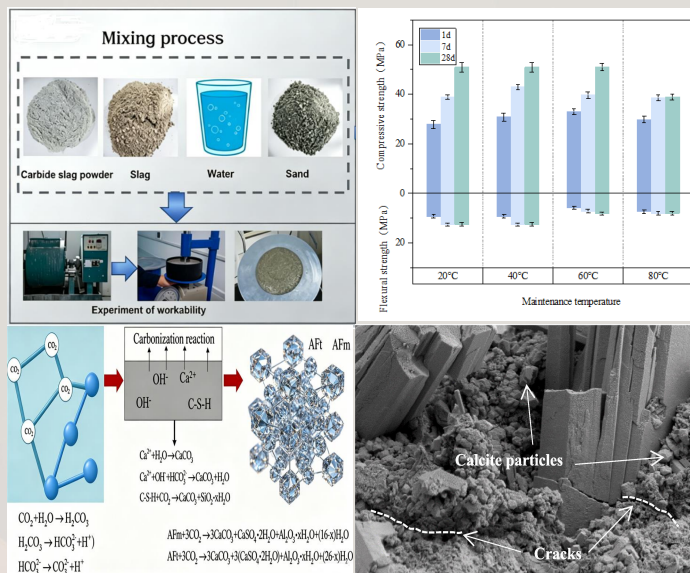 Mixing process
Carbide slag powder
Slag
Water
Sand
Experiment of workability
1d
7d
28d
Compressive strength (MPa)
Flexural strength (MPa)
60
40
20
0
20
20°C
40°C
60°C
80°C
Maintenance temperature
CO₂
CO₂
CO₂
CO₂
CO₂+H₂O→H₂CO₃
H₂CO₃→HCO₃²⁻+H⁺)
HCO₃²⁻→CO₃²⁻+H⁺
Carbonization reaction
OH⁻
Ca²⁺
OH⁻
C-S-H
Ca²⁺+H₂O→CaCO₃
Ca²⁺+OH⁻+HCO₃²⁻→CaCO₃+H₂O
C-S-H+CO₂→CaCO₃+SiO₂·xH₂O
AFt
AFm
AFm+3CO₂→3CaCO₃+CaSO₄·2H₂O+Al₂O₃·xH₂O+(16-x)H₂O
AFt+3CO₂→3CaCO₃+3(CaSO₄·2H₂O)+Al₂O₃·xH₂O+(26-x)H₂O
Calcite particles
Cracks